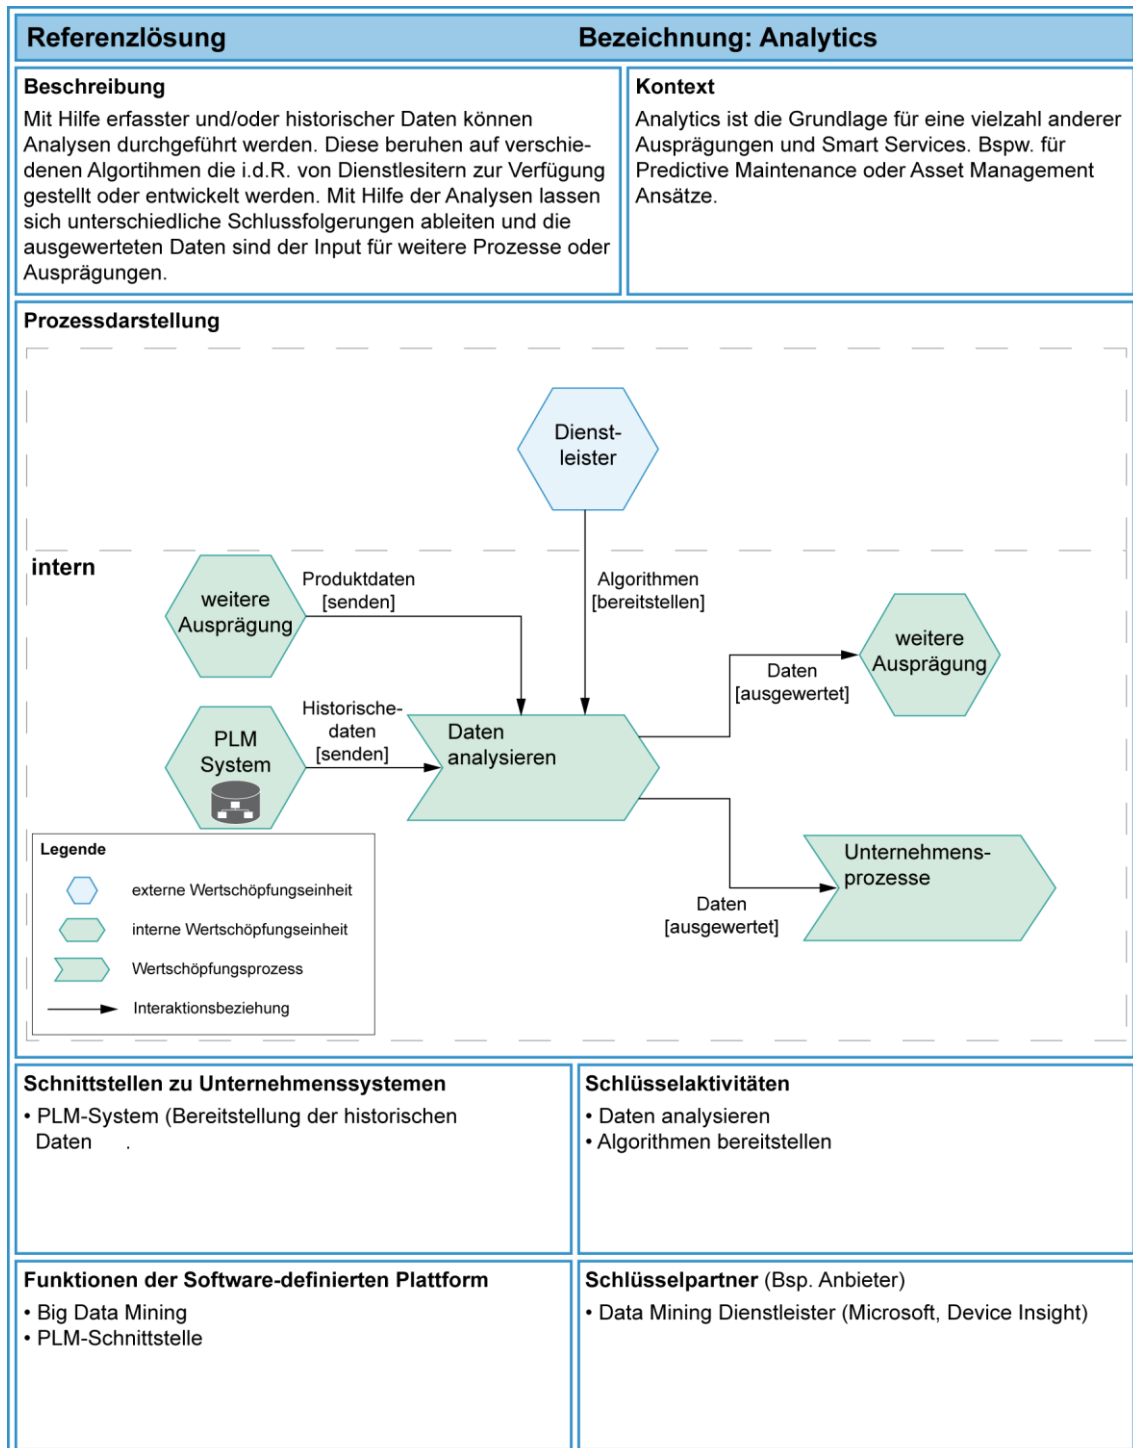 Referenzlösung
Bezeichnung: Analytics
Beschreibung
Mit Hilfe erfasster und/oder historischer Daten können
Analysen durchgeführt werden. Diese beruhen auf verschie-
denen Algortihmen die i.d.R. von Dienstlesitern zur Verfügung
gestellt oder entwickelt werden. Mit Hilfe der Analysen lassen
sich unterschiedliche Schlussfolgerungen ableiten und die
ausgewerteten Daten sind der Input für weitere Prozesse oder
Ausprägungen.
Kontext
Analytics ist die Grundlage für eine vielzahl anderer
Ausprägungen und Smart Services. Bspw. für
Predictive Maintenance oder Asset Management
Ansätze.
Prozessdarstellung
Dienst-
leister
intern
weitere
Ausprägung
Produktdaten
[senden]
Algorithmen
[bereitstellen]
weitere
Ausprägung
Daten
[ausgewertet]
PLM
System
Historische-
daten
[senden]
Daten
analysieren
Unternehmens-
prozesse
Daten
[ausgewertet]
Legende
externe Wertschöpfungseinheit
interne Wertschöpfungseinheit
Wertschöpfungsprozess
Interaktionsbeziehung
Schnittstellen zu Unternehmenssystemen
• PLM-System (Bereitstellung der historischen
Daten .
Schlüsselaktivitäten
• Daten analysieren
• Algorithmen bereitstellen
Funktionen der Software-definierten Plattform
• Big Data Mining
• PLM-Schnittstelle
Schlüsselpartner (Bsp. Anbieter)
• Data Mining Dienstleister (Microsoft, Device Insight)